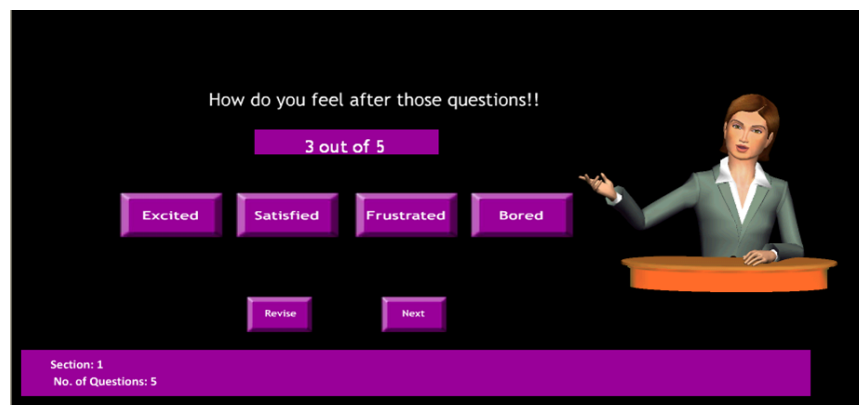 How do you feel after those questions!!
3 out of 5
Excited Satisfied Frustrated Bored
Revise Next
Section: 1
No. of Questions: 5